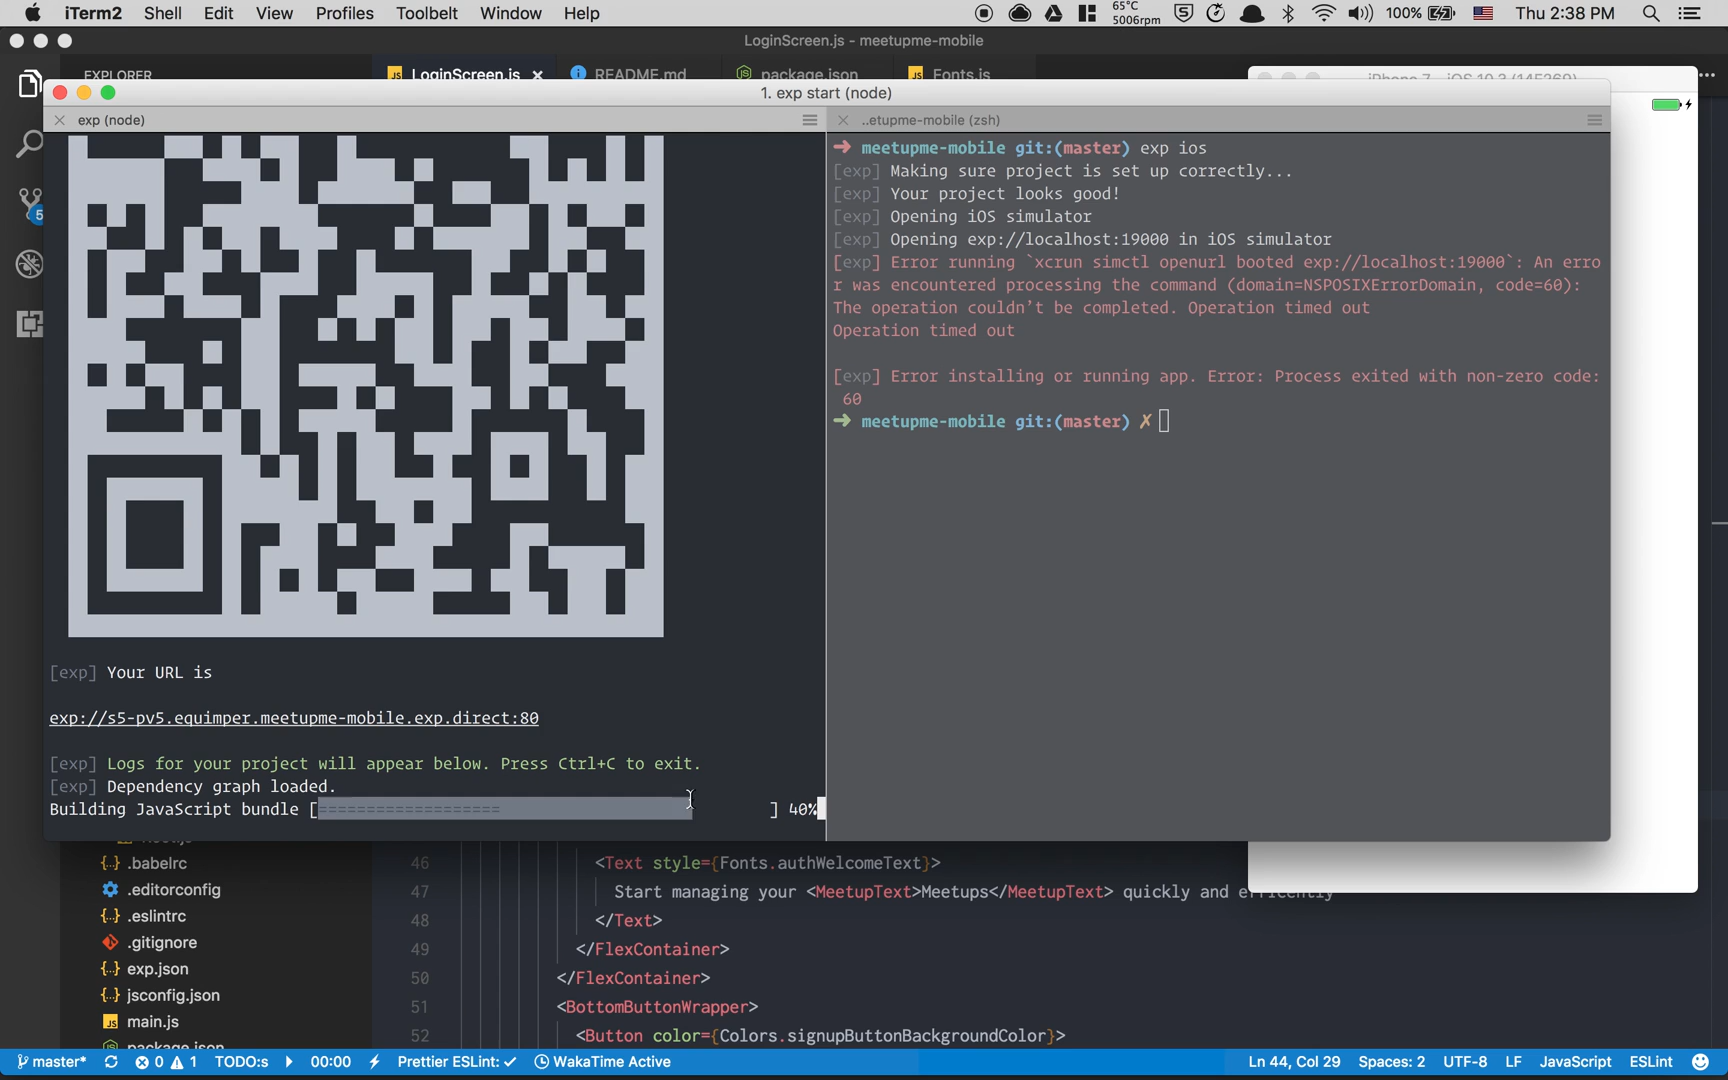 iTerm2 Shell Edit View Profiles Toolbelt Window Help 65°C 5006rpm 100% Thu 2:38 PM
LoginScreen.js - meetupme-mobile
EXPLORER LoginScreen.js README.md package.json Fonts.js
iPhone 7 - iOS 10.3 (14E269)
1. exp start (node)
exp (node)
..etupme-mobile (zsh)
5
[exp] Your URL is
exp://s5-pv5.equimper.meetupme-mobile.exp.direct:80
[exp] Logs for your project will appear below. Press Ctrl+C to exit.
[exp] Dependency graph loaded.
Building JavaScript bundle [=================== ] 40%
➜ meetupme-mobile git:(master) exp ios
[exp] Making sure project is set up correctly...
[exp] Your project looks good!
[exp] Opening iOS simulator
[exp] Opening exp://localhost:19000 in iOS simulator
[exp] Error running `xcrun simctl openurl booted exp://localhost:19000`: An erro
r was encountered processing the command (domain=NSPOSIXErrorDomain, code=60):
The operation couldn’t be completed. Operation timed out
Operation timed out
[exp] Error installing or running app. Error: Process exited with non-zero code:
60
➜ meetupme-mobile git:(master) ✗
.babelrc
.editorconfig
.eslintrc
.gitignore
exp.json
jsconfig.json
main.js
package.json
46 <Text style={Fonts.authWelcomeText}>
47 Start managing your <MeetupText>Meetups</MeetupText> quickly and efficently
48 </Text>
49 </FlexContainer>
50 </FlexContainer>
51 <BottomButtonWrapper>
52 <Button color={Colors.signupButtonBackgroundColor}>
master* 0 1 TODO:s 00:00 Prettier ESLint: ✓ WakaTime Active Ln 44, Col 29 Spaces: 2 UTF-8 LF JavaScript ESLint